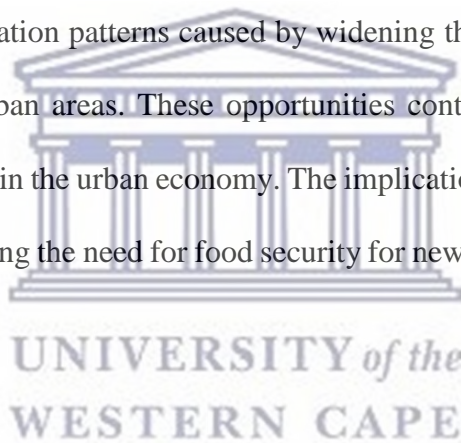 ation patterns caused by widening th
ban areas. These opportunities cont
in the urban economy. The implicatio
ng the need for food security for new
UNIVERSITY of the
WESTERN CAPE